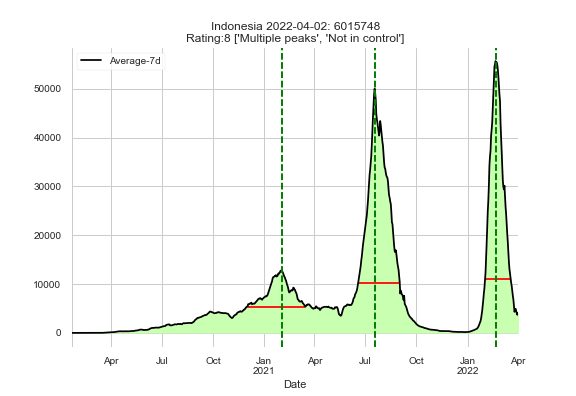 Indonesia 2022-04-02: 6015748
Rating:8 ['Multiple peaks', 'Not in control']
Average-7d
50000
40000
30000
20000
10000
0
Apr Jul Oct Jan Apr Jul Oct Jan Apr
2021 2022
Date